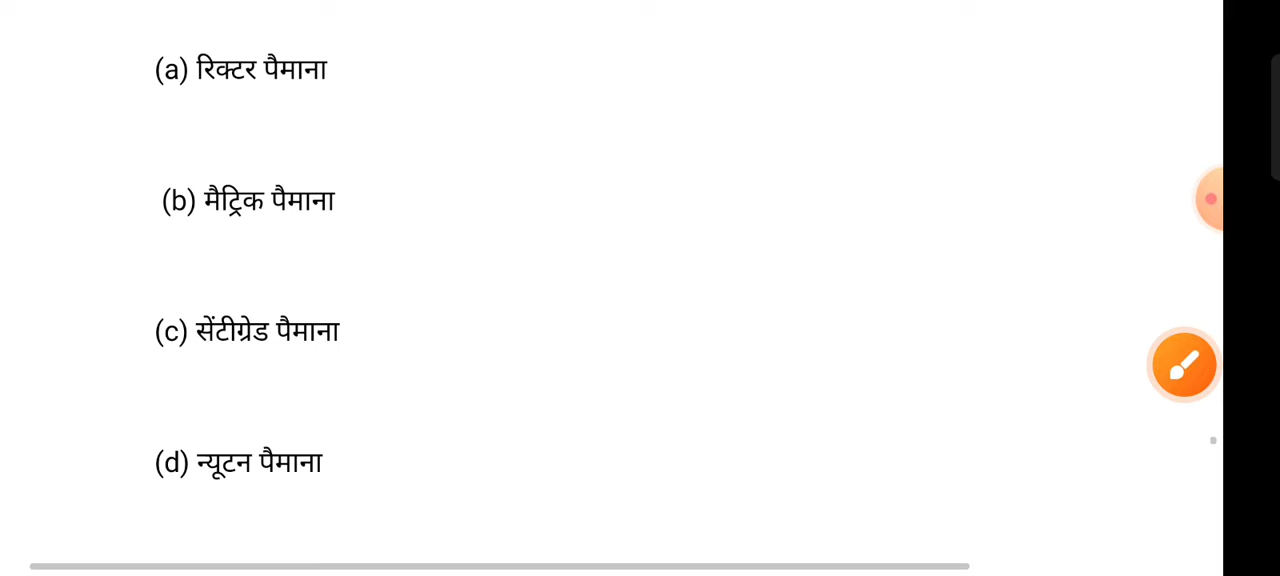 (a) रिक्टर पैमाना
(b) मैट्रिक पैमाना
(c) सेंटीग्रेड पैमाना
(d) न्यूटन पैमाना